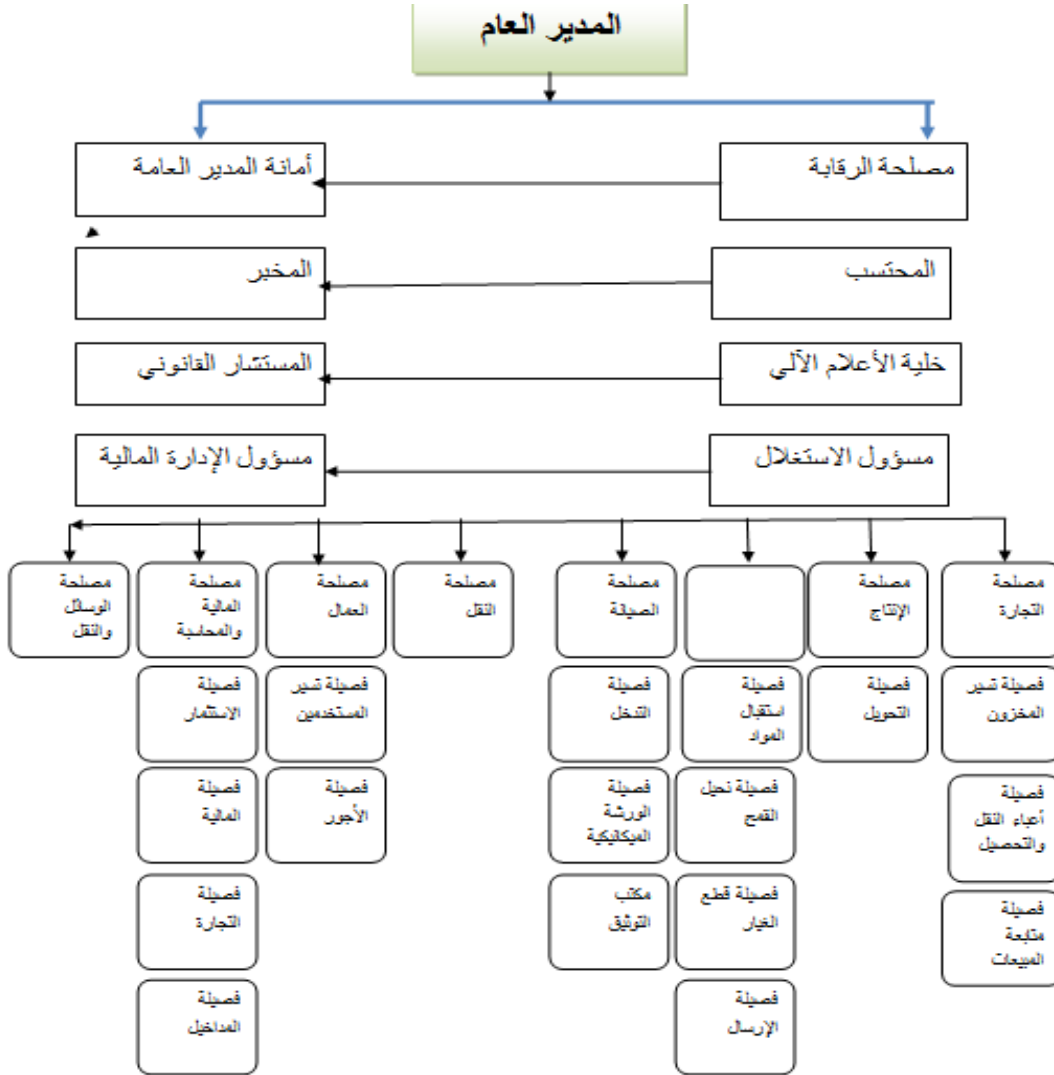 المدير العام
مصلحة الرقابة
أمانة المدير العامة
المحتسب
المخبر
خلية الأعلام الآلي
المستشار القانوني
مسؤول الاستغلال
مسؤول الإدارة المالية
مصلحة
التجارة
مصلحة
الإنتاج
مصلحة
الصيانة
مصلحة
النقل
مصلحة
العمال
مصلحة
المالية
والمحاسبة
مصلحة
الوسائل
والنقل
فصيلة تسير
المخزون
فصيلة
التحويل
فصيلة
استقبال
المواد
فصيلة
التدخل
فصيلة تسير
المستخدمين
فصيلة
الاستثمار
فصيلة
أعباء النقل
والتحصيل
فصيلة نحيل
القمح
فصيلة
الورشة
الميكانيكية
فصيلة
الأجور
فصيلة
المالية
فصيلة
متابعة
المبيعات
فصيلة قطع
الغيار
مكتب
التوثيق
فصيلة
التجارة
فصيلة
الإرسال
فصيلة
المداخيل